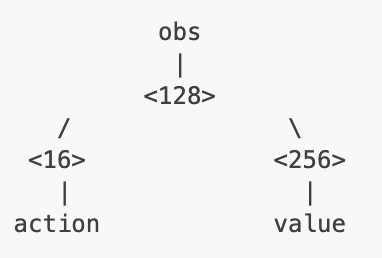 obs
|
<128>
/ \
<16> <256>
| |
action value